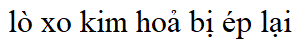 lò xo kim hoả bị ép lại